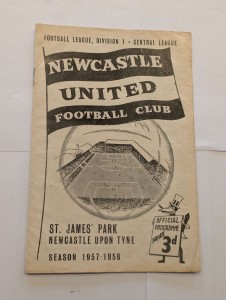 FOOTBALL LEAGUE, DIVISION 1 • CENTRAL LEAGUE
NEWCASTLE
UNITED
FOOTBALL CLUB
ST. JAMES' PARK
NEWCASTLE UPON TYNE
SEASON 1957-1958
OFFICIAL
PROGRAMME
3d